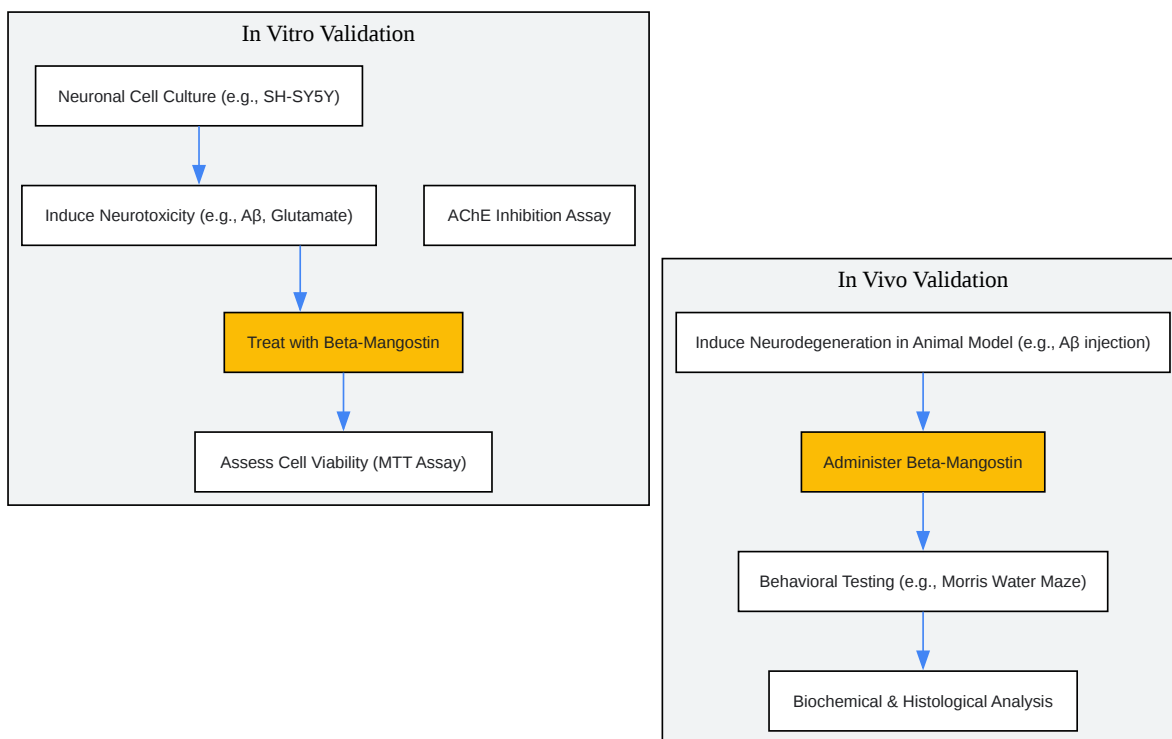 In Vitro Validation
Neuronal Cell Culture (e.g., SH-SY5Y)
Induce Neurotoxicity (e.g., Aβ, Glutamate)
AChE Inhibition Assay
Treat with Beta-Mangostin
Assess Cell Viability (MTT Assay)
In Vivo Validation
Induce Neurodegeneration in Animal Model (e.g., Aβ injection)
Administer Beta-Mangostin
Behavioral Testing (e.g., Morris Water Maze)
Biochemical & Histological Analysis